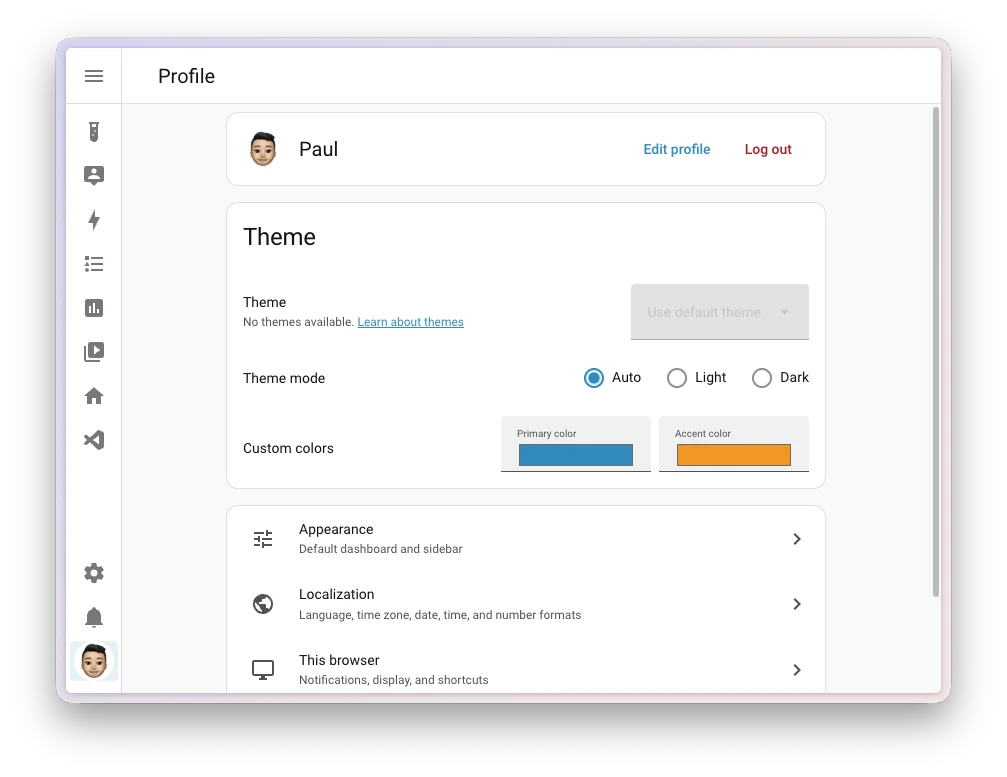 Profile
Paul
Edit profile
Log out
Theme
Theme
No themes available. Learn about themes
Use default theme
Theme mode
Auto
Light
Dark
Custom colors
Primary color
Accent color
Appearance
Default dashboard and sidebar
Localization
Language, time zone, date, time, and number formats
This browser
Notifications, display, and shortcuts